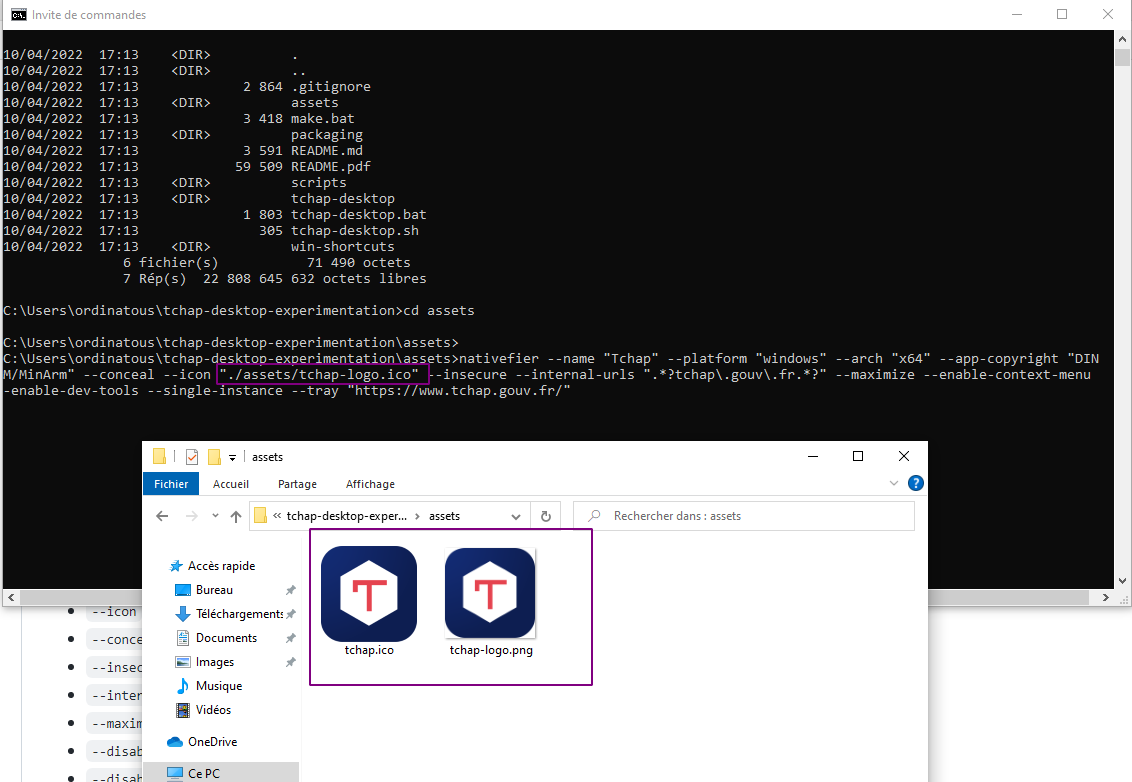 Invite de commandes
10/04/2022 17:13 <DIR> .
10/04/2022 17:13 <DIR> ..
10/04/2022 17:13 2 864 .gitignore
10/04/2022 17:13 <DIR> assets
10/04/2022 17:13 3 418 make.bat
10/04/2022 17:13 <DIR> packaging
10/04/2022 17:13 3 591 README.md
10/04/2022 17:13 59 509 README.pdf
10/04/2022 17:13 <DIR> scripts
10/04/2022 17:13 <DIR> tchap-desktop
10/04/2022 17:13 1 803 tchap-desktop.bat
10/04/2022 17:13 305 tchap-desktop.sh
10/04/2022 17:13 <DIR> win-shortcuts
6 fichier(s) 71 490 octets
7 Rép(s) 22 808 645 632 octets libres
C:\Users\ordinatous\tchap-desktop-experimentation>cd assets
C:\Users\ordinatous\tchap-desktop-experimentation\assets>
C:\Users\ordinatous\tchap-desktop-experimentation\assets>nativefier --name "Tchap" --platform "windows" --arch "x64" --app-copyright "DIN
M/MinArm" --conceal --icon "./assets/tchap-logo.ico" --insecure --internal-urls ".*?tchap\.gouv\.fr.*?" --maximize --enable-context-menu
-enable-dev-tools --single-instance --tray "https://www.tchap.gouv.fr/"
assets
Fichier Accueil Partage Affichage
« tchap-desktop-exper... › assets
Rechercher dans : assets
Accès rapide
Bureau
Téléchargements
Documents
Images
Musique
Vidéos
OneDrive
Ce PC
T
tchap.ico
T
tchap-logo.png
--icon
--conce
--insec
--inter
--maxim
--disab
--disab